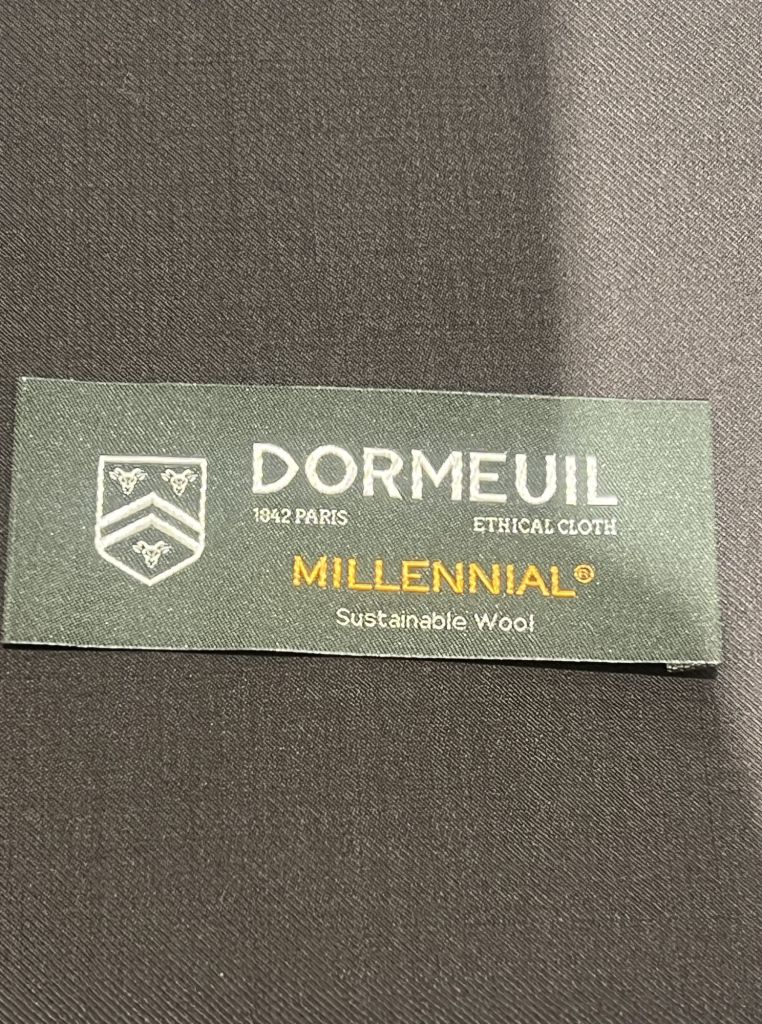 DORMEUIL
1842 PARIS ETHICAL CLOTH
MILLENNIAL®
Sustainable Wool